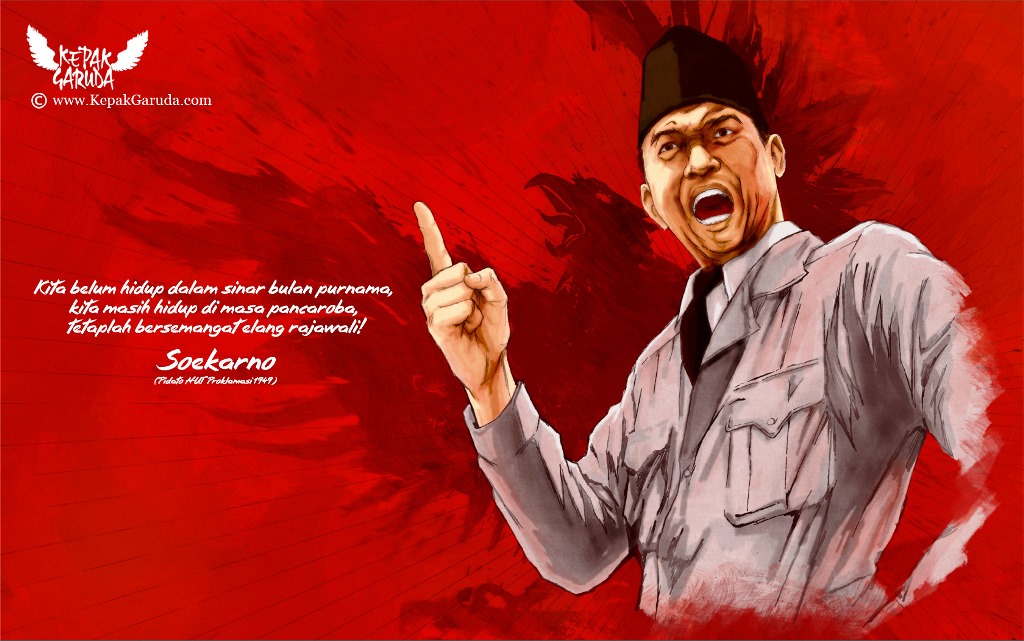 KEPAK
GARUDA
© www.KepakGaruda.com
Kita belum hidup dalam sinar bulan purnama,
kita masih hidup di masa pancaroba,
tetaplah bersemangat elang rajawali!
Soekarno
(Pidato HUT Proklamasi 1949)